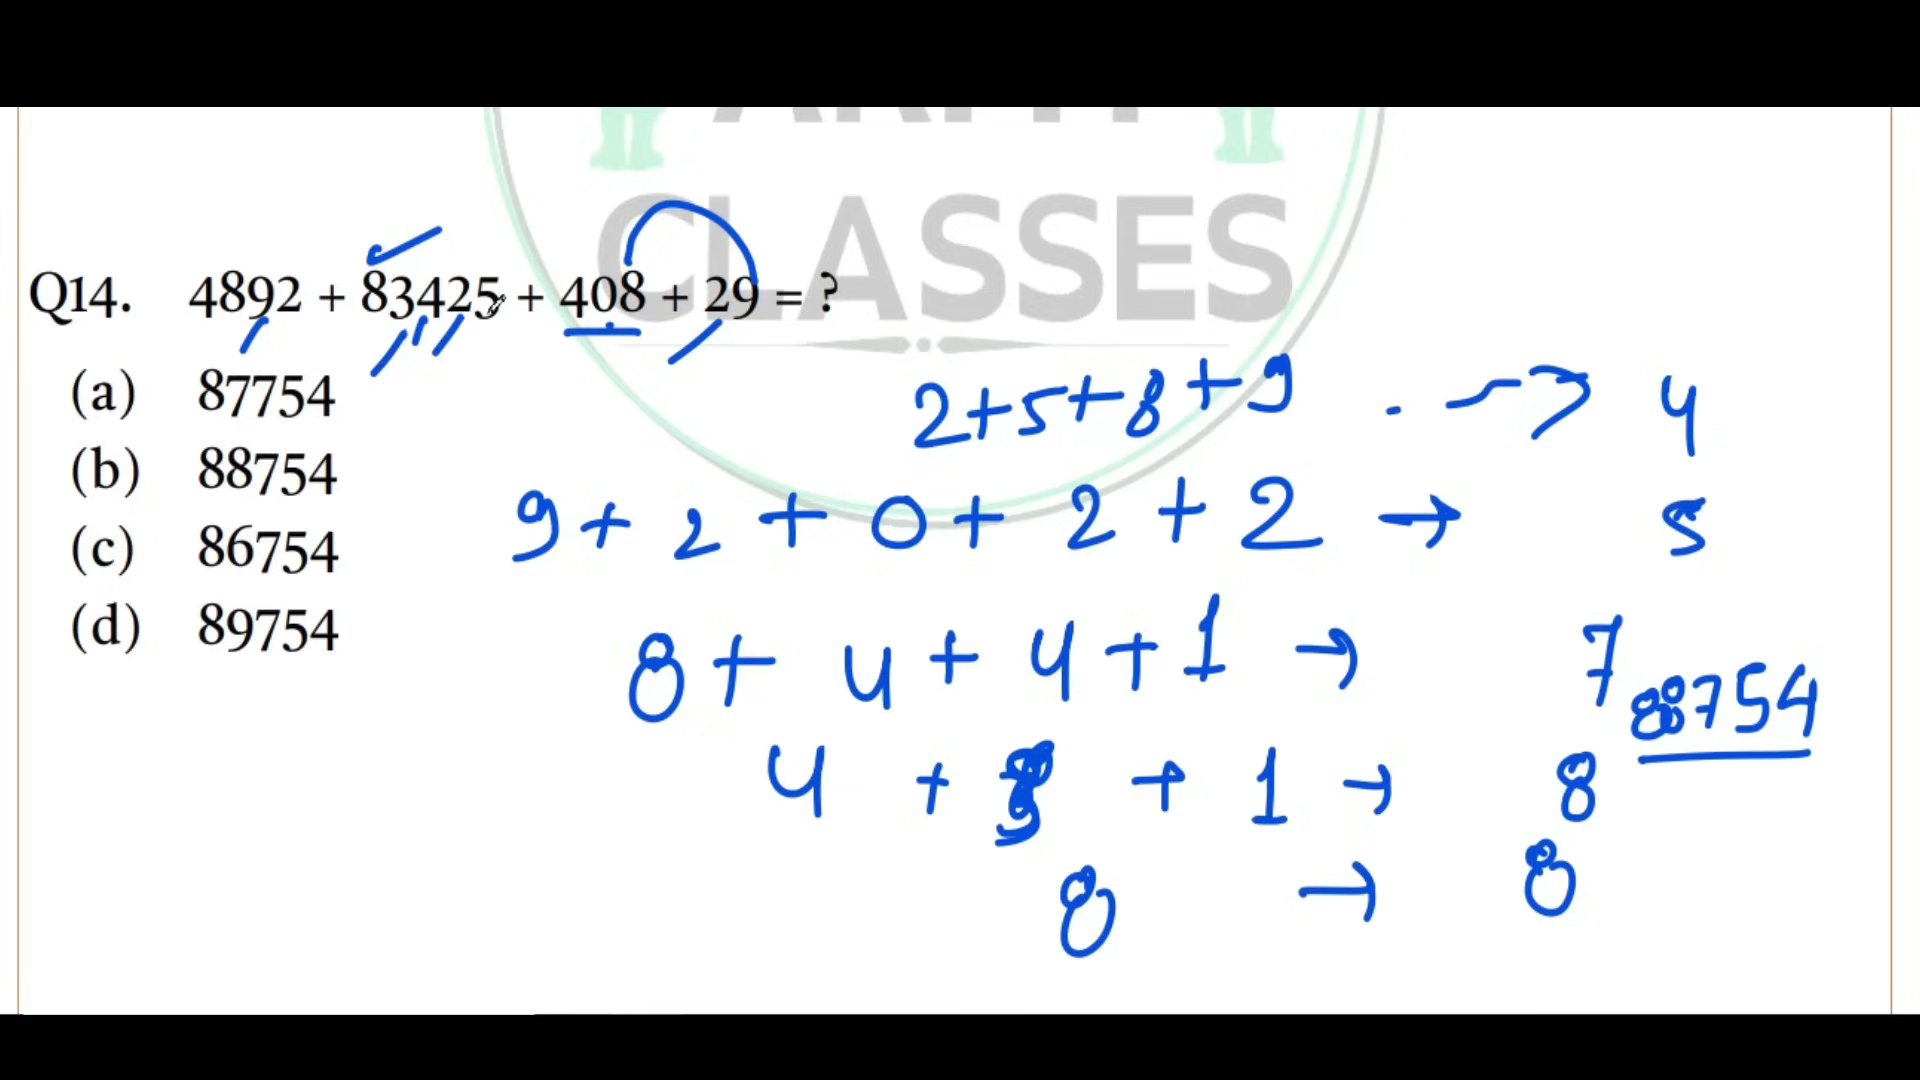 CLASSES
Q14. 4892 + 83425 + 408 + 29 = ?
(a) 87754
(b) 88754
(c) 86754
(d) 89754
2+5+8+9 . → 4
9+2+0+2+2 → 5
8+4+4+1 → 7
88754
4 + 3 + 1 → 8
8 → 8